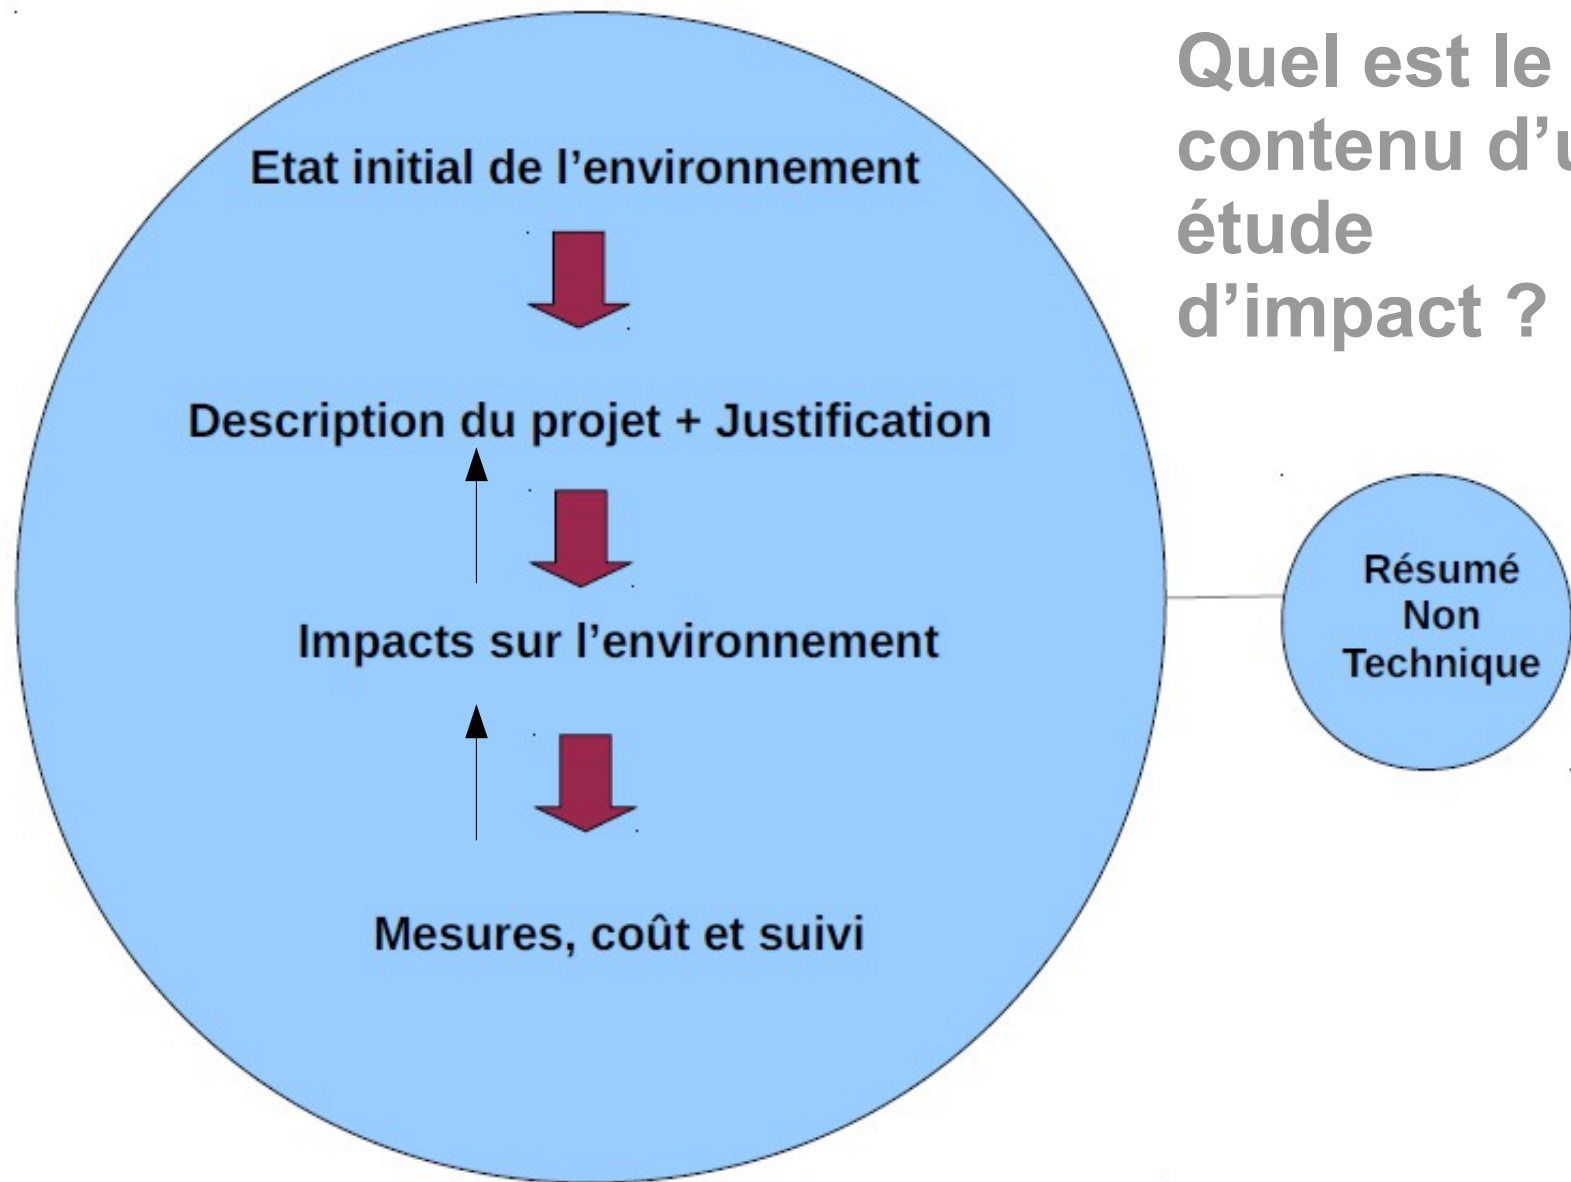 Quel est le
contenu d'u
étude
d'impact ?
Etat initial de l'environnement
Description du projet + Justification
Impacts sur l'environnement
Mesures, coût et suivi
Résumé
Non
Technique